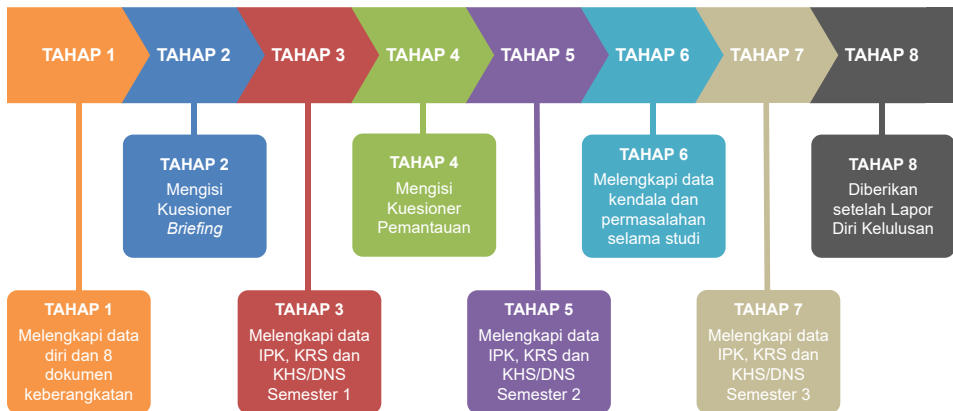 TAHAP 1
TAHAP 2
TAHAP 3
TAHAP 4
TAHAP 5
TAHAP 6
TAHAP 7
TAHAP 8
TAHAP 2
Mengisi
Kuesioner
Briefing
TAHAP 4
Mengisi
Kuesioner
Pemantauan
TAHAP 6
Melengkapi data
kendala dan
permasalahan
selama studi
TAHAP 8
Diberikan
setelah Lapor
Diri Kelulusan
TAHAP 1
Melengkapi data
diri dan 8
dokumen
keberangkatan
TAHAP 3
Melengkapi data
IPK, KRS dan
KHS/DNS
Semester 1
TAHAP 5
Melengkapi data
IPK, KRS dan
KHS/DNS
Semester 2
TAHAP 7
Melengkapi data
IPK, KRS dan
KHS/DNS
Semester 3